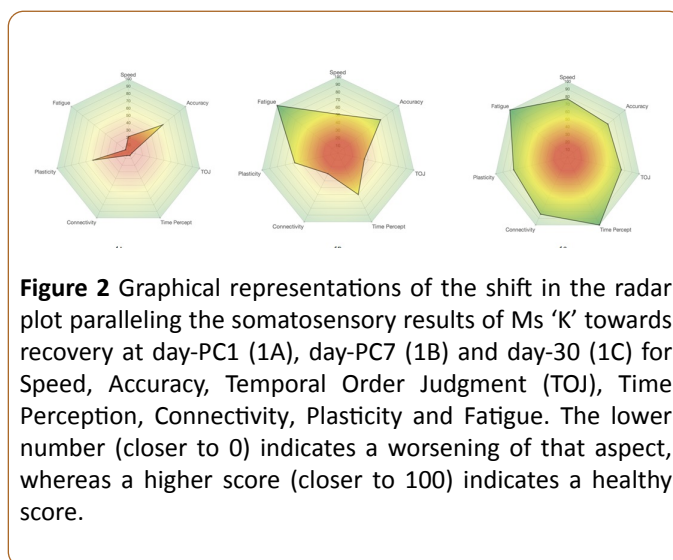 Speed
Accuracy
TOJ
Time Percept
Connectivity
Plasticity
Fatigue
Speed
Accuracy
TOJ
Time Percept
Connectivity
Plasticity
Fatigue
Speed
Accuracy
TOJ
Time Percept
Connectivity
Plasticity
Fatigue
Figure 2 Graphical representations of the shift in the radar
plot paralleling the somatosensory results of Ms ‘K’ towards
recovery at day-PC1 (1A), day-PC7 (1B) and day-30 (1C) for
Speed, Accuracy, Temporal Order Judgment (TOJ), Time
Perception, Connectivity, Plasticity and Fatigue. The lower
number (closer to 0) indicates a worsening of that aspect,
whereas a higher score (closer to 100) indicates a healthy
score.